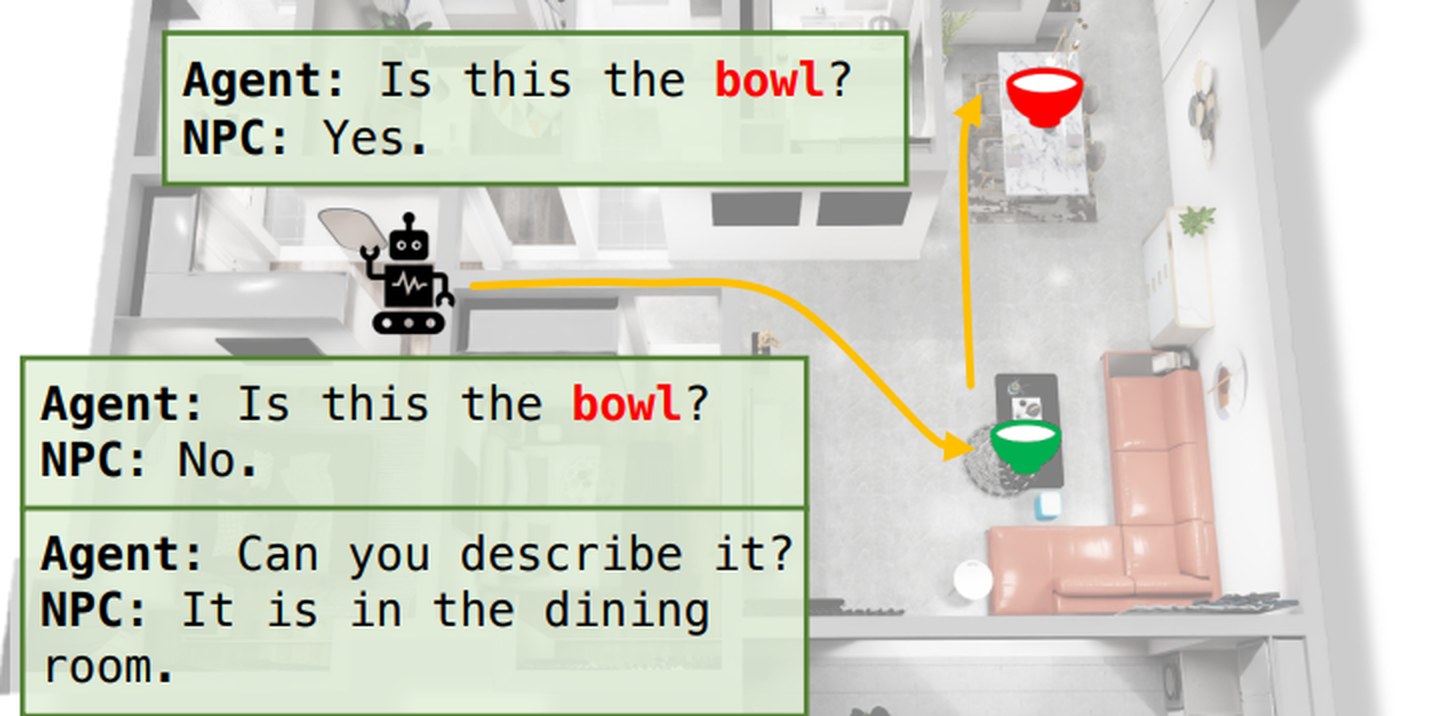 Agent: Is this the bowl?
NPC: Yes.
Agent: Is this the bowl?
NPC: No.
Agent: Can you describe it?
NPC: It is in the dining
room.